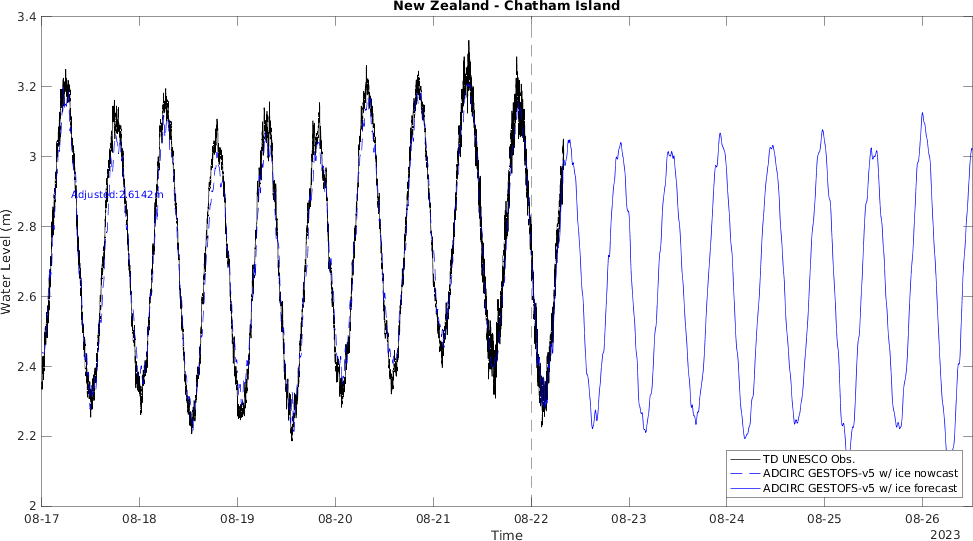 New Zealand - Chatham Island
3.4
3.2
3
2.8
2.6
2.4
2.2
2
Water Level (m)
Adjusted:2.6142m
TD UNESCO Obs.
ADCIRC GESTOFS-v5 w/ ice nowcast
ADCIRC GESTOFS-v5 w/ ice forecast
08-17 08-18 08-19 08-20 08-21 08-22 08-23 08-24 08-25 08-26
Time
2023